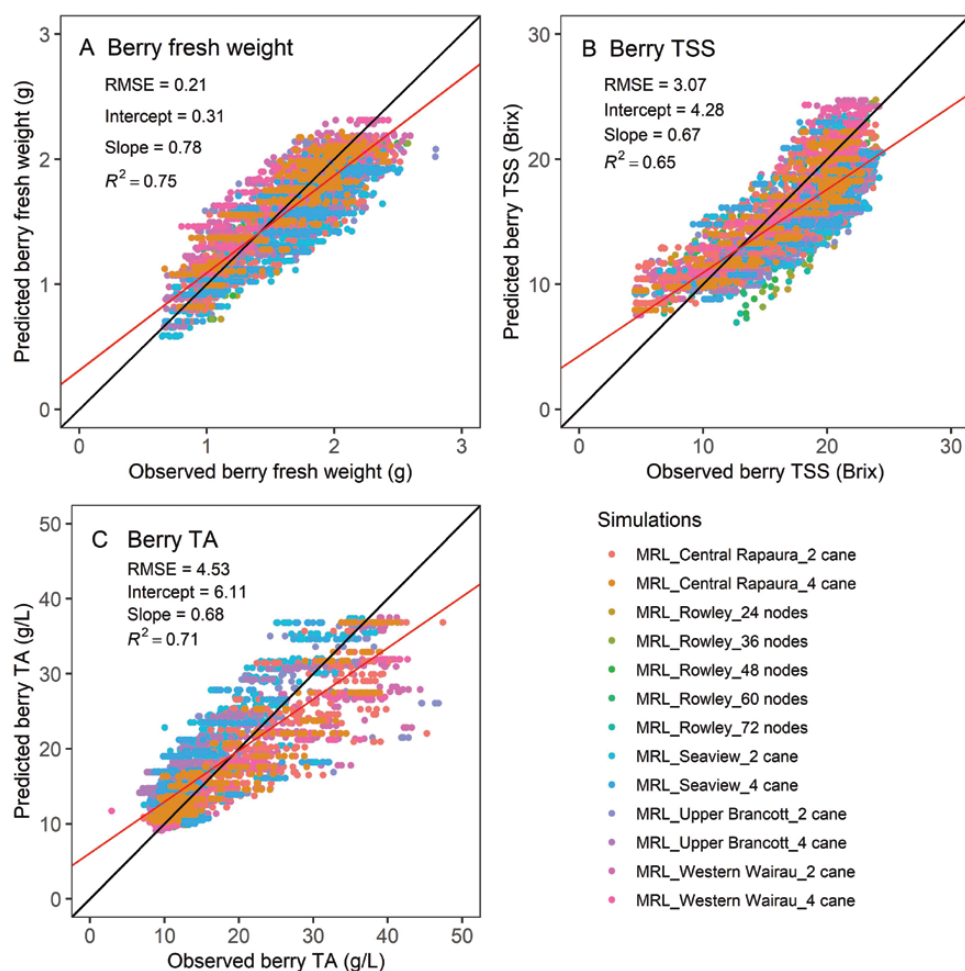 A Berry fresh weight
RMSE = 0.21
Intercept = 0.31
Slope = 0.78
R² = 0.75
3
2
1
0
Predicted berry fresh weight (g)
0 1 2 3
Observed berry fresh weight (g)
B Berry TSS
RMSE = 3.07
Intercept = 4.28
Slope = 0.67
R² = 0.65
30
20
10
0
Predicted berry TSS (Brix)
0 10 20 30
Observed berry TSS (Brix)
C Berry TA
RMSE = 4.53
Intercept = 6.11
Slope = 0.68
R² = 0.71
50
40
30
20
10
0
Predicted berry TA (g/L)
0 10 20 30 40 50
Observed berry TA (g/L)
Simulations
MRL_Central Rapaura_2 cane
MRL_Central Rapaura_4 cane
MRL_Rowley_24 nodes
MRL_Rowley_36 nodes
MRL_Rowley_48 nodes
MRL_Rowley_60 nodes
MRL_Rowley_72 nodes
MRL_Seaview_2 cane
MRL_Seaview_4 cane
MRL_Upper Brancott_2 cane
MRL_Upper Brancott_4 cane
MRL_Western Wairau_2 cane
MRL_Western Wairau_4 cane